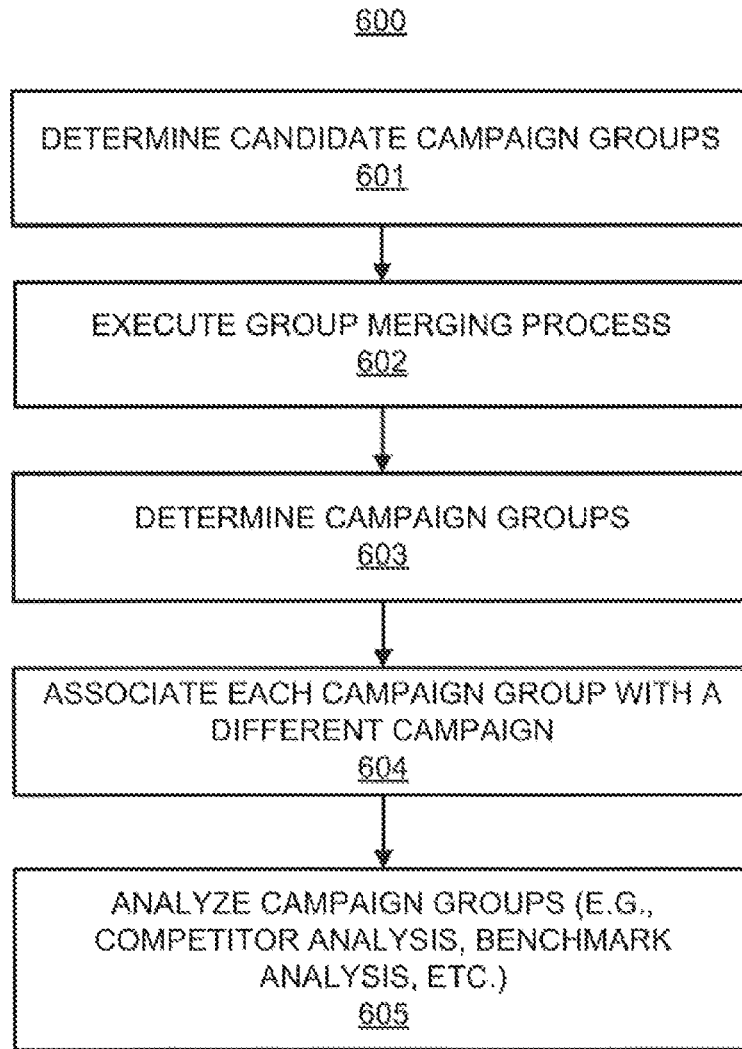 600
DETERMINE CANDIDATE CAMPAIGN GROUPS
601
EXECUTE GROUP MERGING PROCESS
602
DETERMINE CAMPAIGN GROUPS
603
ASSOCIATE EACH CAMPAIGN GROUP WITH A
DIFFERENT CAMPAIGN
604
ANALYZE CAMPAIGN GROUPS (E.G.,
COMPETITOR ANALYSIS, BENCHMARK
ANALYSIS, ETC.)
605